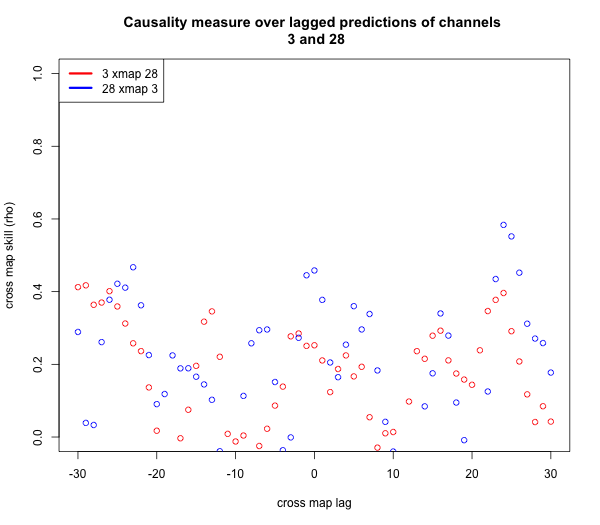 Causality measure over lagged predictions of channels
3 and 28
3 xmap 28
28 xmap 3
cross map skill (rho)
1.0
0.8
0.6
0.4
0.2
0.0
-30 -20 -10 0 10 20 30
cross map lag